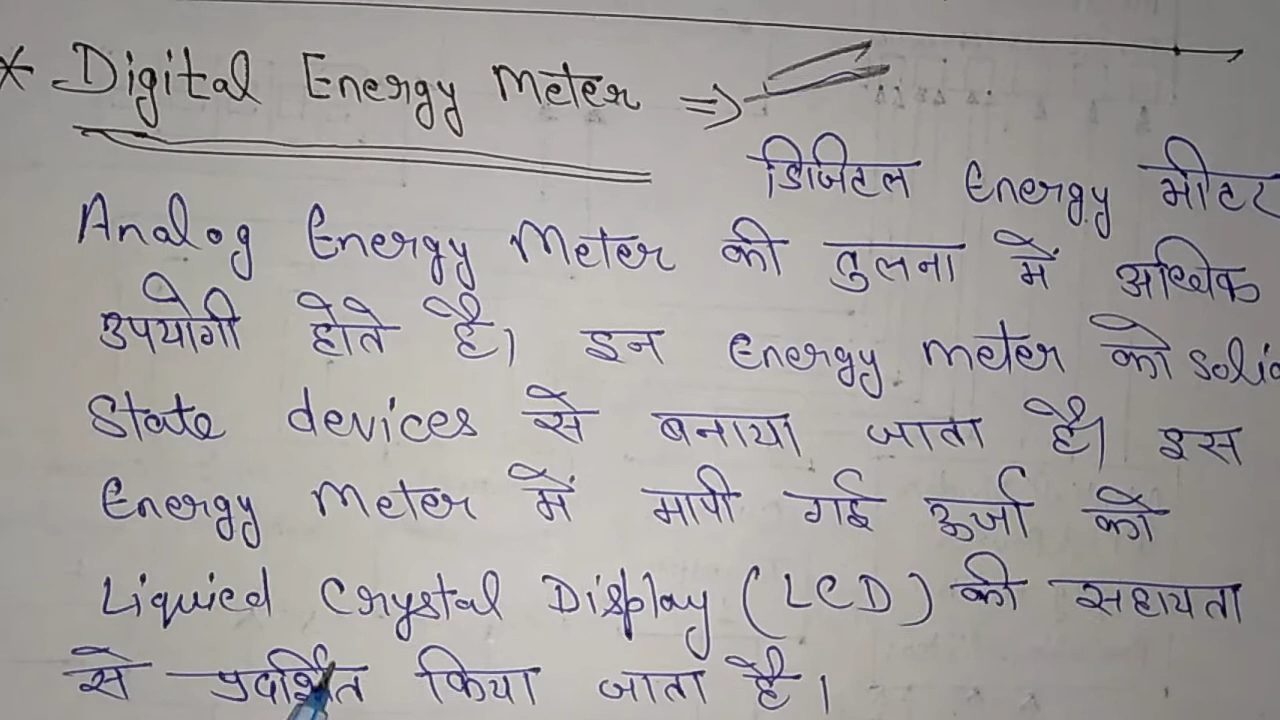 * Digital Energy Meter =>
डिजिटल Energy मीटर
Analog Energy Meter की तुलना में अधिक
उपयोगी होते है। इन Energy meter को Solid
State devices से बनाया जाता है। इस
Energy Meter में मापी गई ऊर्जा को
Liquied Crystal Display (LCD) की सहायता
से प्रदर्शित किया जाता है।